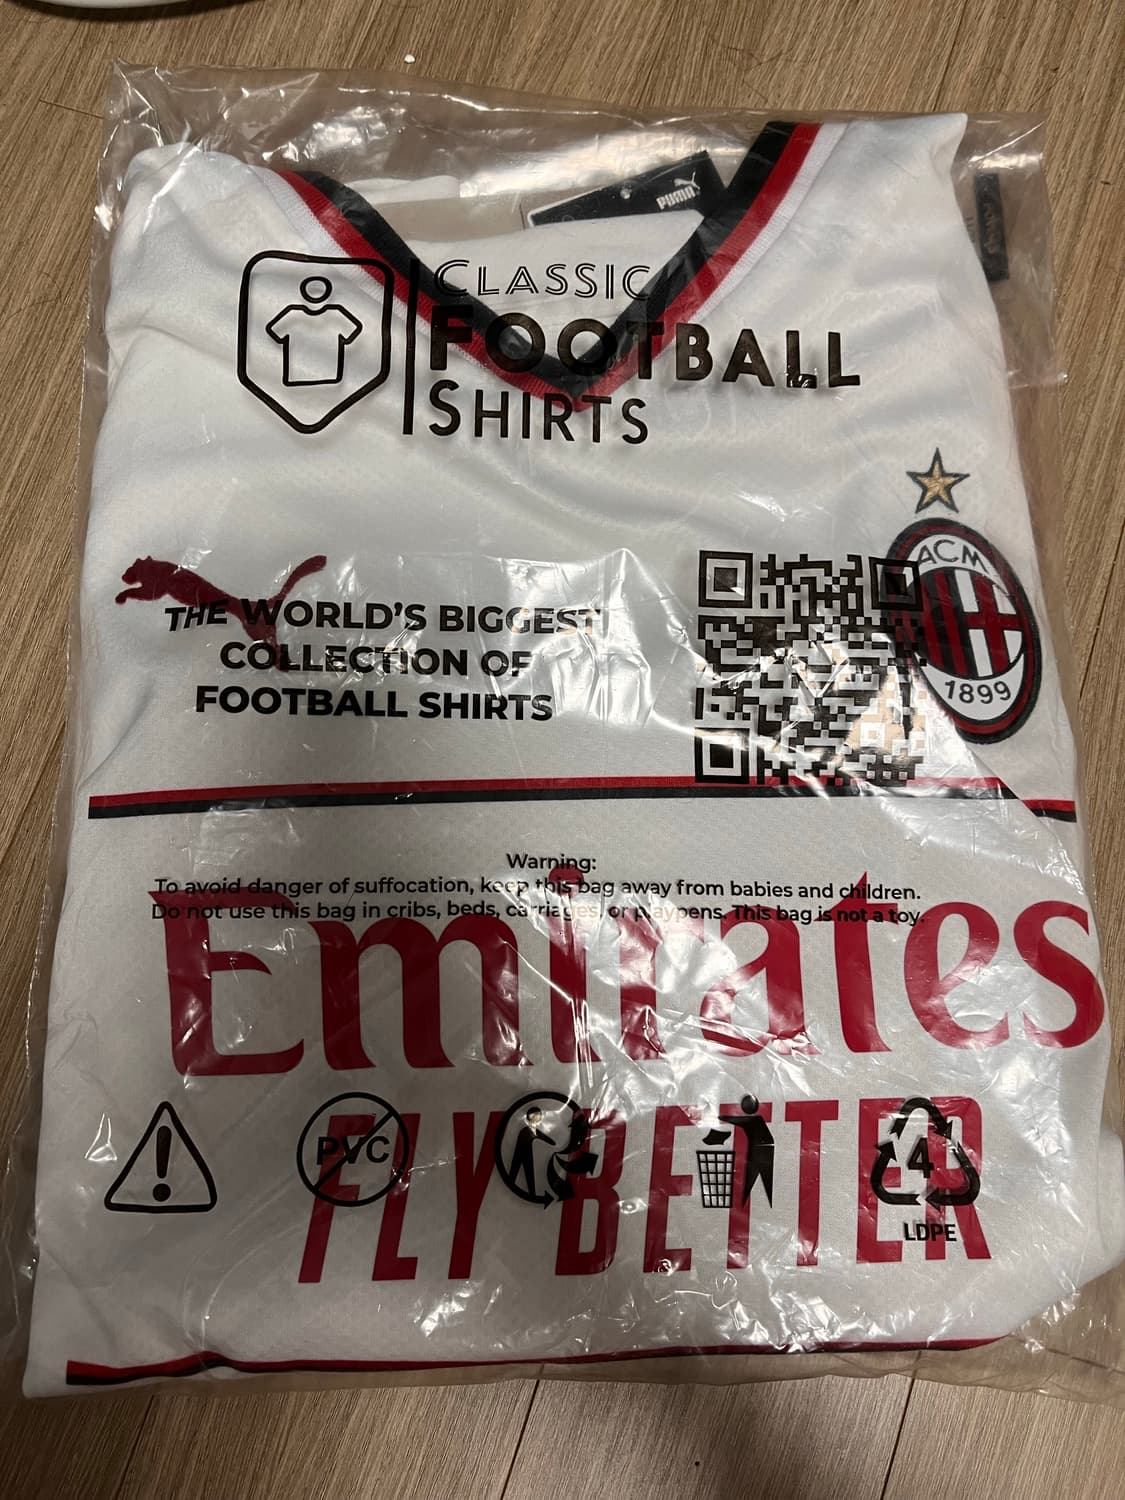 PUMA
CLASSIC
FOOTBALL
SHIRTS
THE WORLD'S BIGGEST
COLLECTION OF
FOOTBALL SHIRTS
ACM
1899
Warning:
To avoid danger of suffocation, keep this bag away from babies and children.
Do not use this bag in cribs, beds, carriages, or playpens. This bag is not a toy.
Emirates
FLY BETTER
PVC
4
LDPE